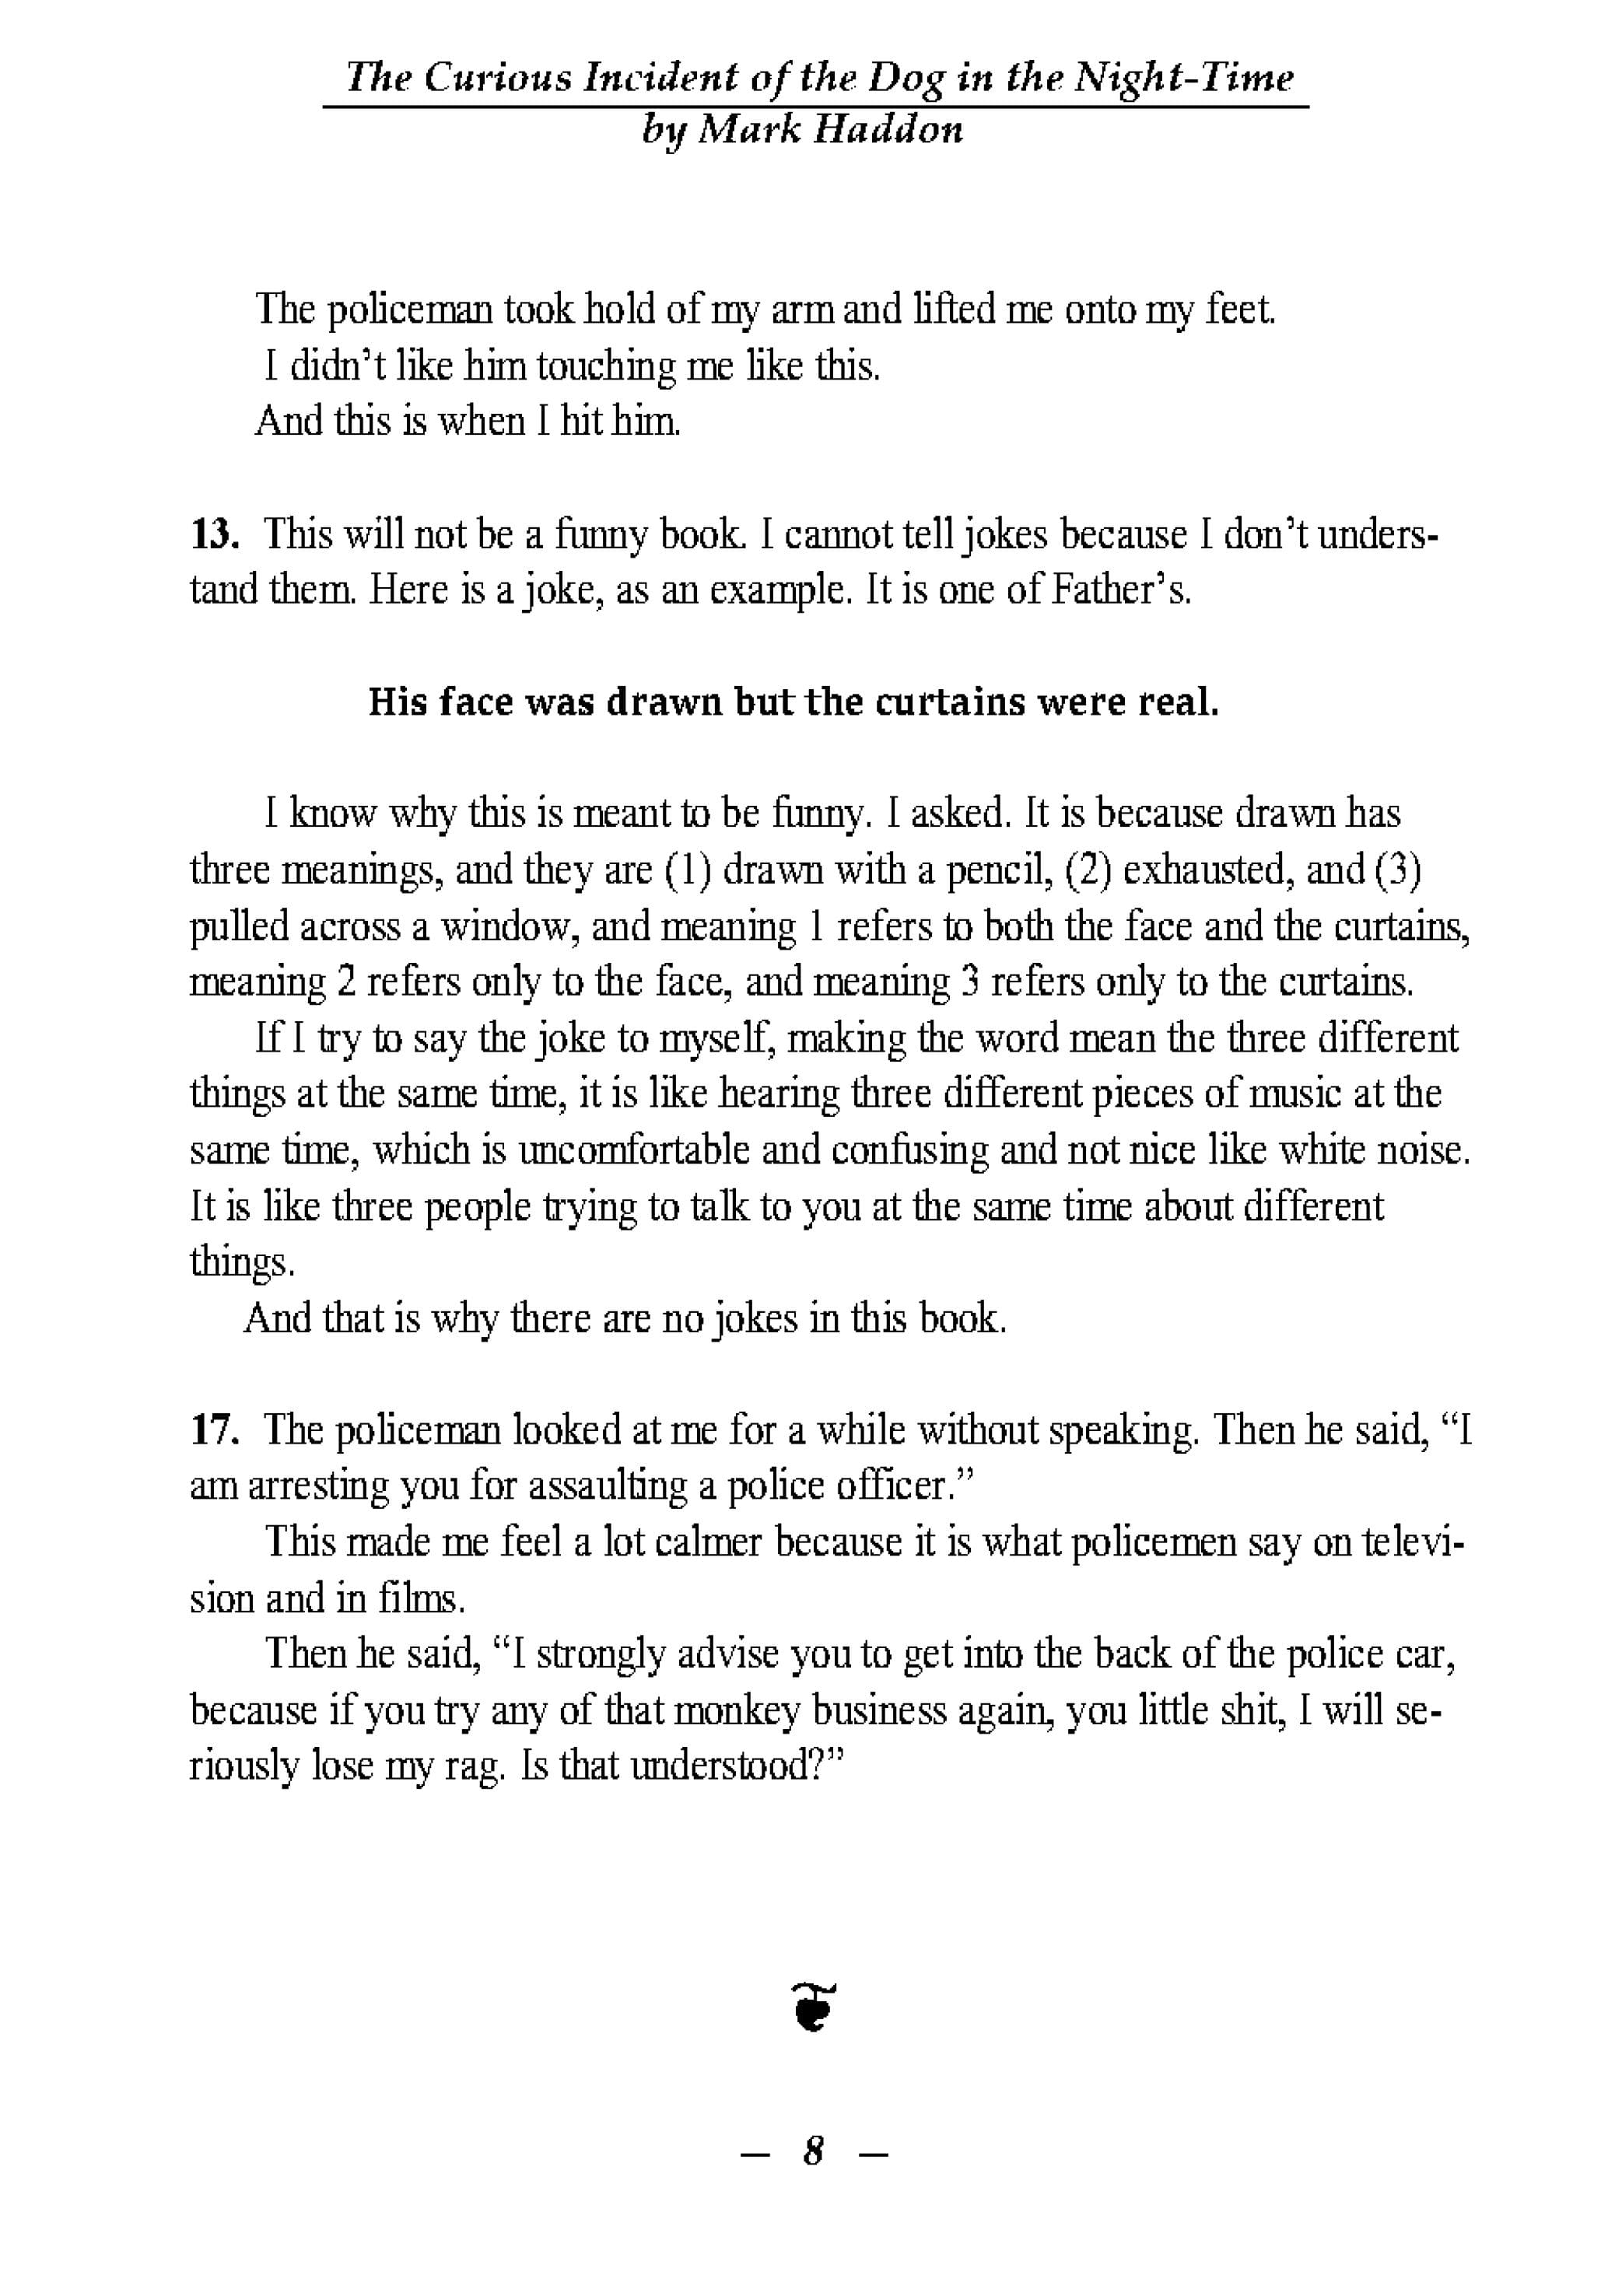 The Curious Incident of the Dog in the Night-Time
by Mark Haddon
The policeman took hold of my arm and lifted me onto my feet.
I didn't like him touching me like this.
And this is when I hit him.
13. This will not be a funny book. I cannot tell jokes because I don't unders-
tand them. Here is a joke, as an example. It is one of Father's.
His face was drawn but the curtains were real.
I know why this is meant to be funny. I asked. It is because drawn has
three meanings, and they are (1) drawn with a pencil, (2) exhausted, and (3)
pulled across a window, and meaning 1 refers to both the face and the curtains,
meaning 2 refers only to the face, and meaning 3 refers only to the curtains.
If I try to say the joke to myself, making the word mean the three different
things at the same time, it is like hearing three different pieces of music at the
same time, which is uncomfortable and confusing and not nice like white noise.
It is like three people trying to talk to you at the same time about different
things.
And that is why there are no jokes in this book.
17. The policeman looked at me for a while without speaking. Then he said, “I
am arresting you for assaulting a police officer.”
This made me feel a lot calmer because it is what policemen say on televi-
sion and in films.
Then he said, “I strongly advise you to get into the back of the police car,
because if you try any of that monkey business again, you little shit, I will se-
riously lose my rag. Is that understood?”
– 8 –